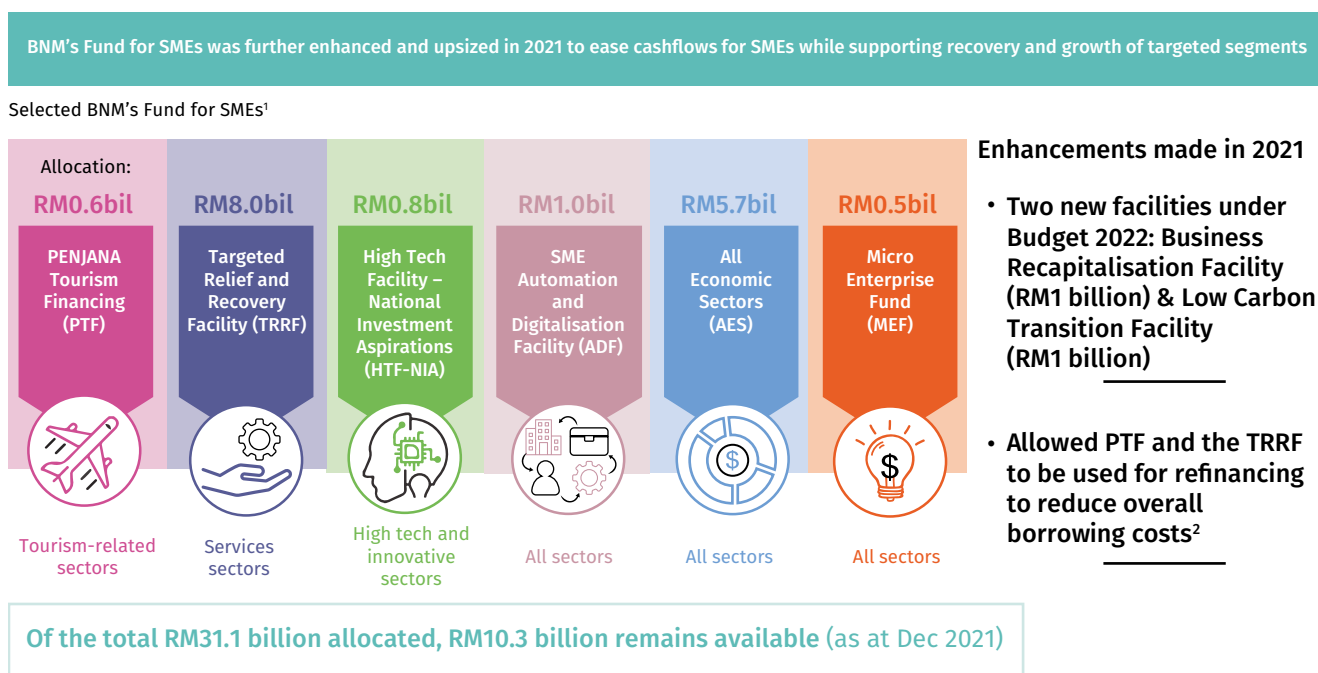 BNM's Fund for SMEs was further enhanced and upsized in 2021 to ease cashflows for SMEs while supporting recovery and growth of targeted segments
Selected BNM's Fund for SMEs¹
Allocation:
RM0.6bil
PENJANA
Tourism
Financing
(PTF)
Tourism-related
sectors
RM8.0bil
Targeted
Relief and
Recovery
Facility (TRRF)
Services
sectors
RM0.8bil
High Tech
Facility –
National
Investment
Aspirations
(HTF-NIA)
High tech and
innovative
sectors
RM1.0bil
SME
Automation
and
Digitalisation
Facility (ADF)
All sectors
RM5.7bil
All
Economic
Sectors
(AES)
$
All sectors
RM0.5bil
Micro
Enterprise
Fund
(MEF)
$
All sectors
Enhancements made in 2021
• Two new facilities under
Budget 2022: Business
Recapitalisation Facility
(RM1 billion) & Low Carbon
Transition Facility
(RM1 billion)
• Allowed PTF and the TRRF
to be used for refinancing
to reduce overall
borrowing costs²
Of the total RM31.1 billion allocated, RM10.3 billion remains available (as at Dec 2021)